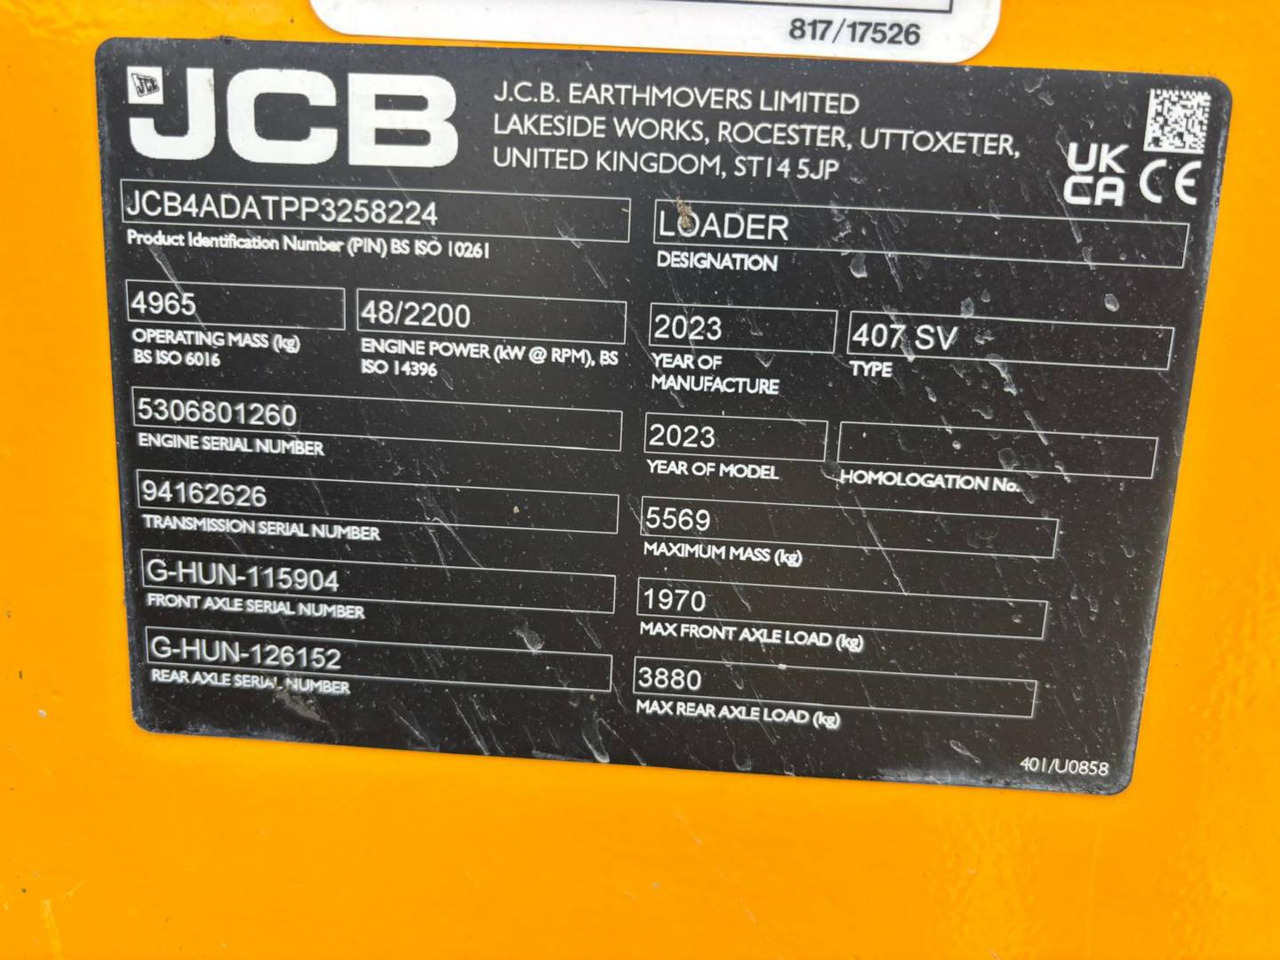 817/17526
JCB
J.C.B. EARTHMOVERS LIMITED
LAKESIDE WORKS, ROCESTER, UTTOXETER,
UNITED KINGDOM, ST14 5JP
UK
CA CE
JCB4ADATPP3258224
Product Identification Number (PIN) BS ISO 10261
LOADER
DESIGNATION
4965
OPERATING MASS (kg)
BS ISO 6016
48/2200
ENGINE POWER (kW @ RPM), BS
ISO 14396
2023
YEAR OF
MANUFACTURE
407 SV
TYPE
5306801260
ENGINE SERIAL NUMBER
2023
YEAR OF MODEL
HOMOLOGATION No.
94162626
TRANSMISSION SERIAL NUMBER
5569
MAXIMUM MASS (kg)
G-HUN-115904
FRONT AXLE SERIAL NUMBER
1970
MAX FRONT AXLE LOAD (kg)
G-HUN-126152
REAR AXLE SERIAL NUMBER
3880
MAX REAR AXLE LOAD (kg)
401/U0858